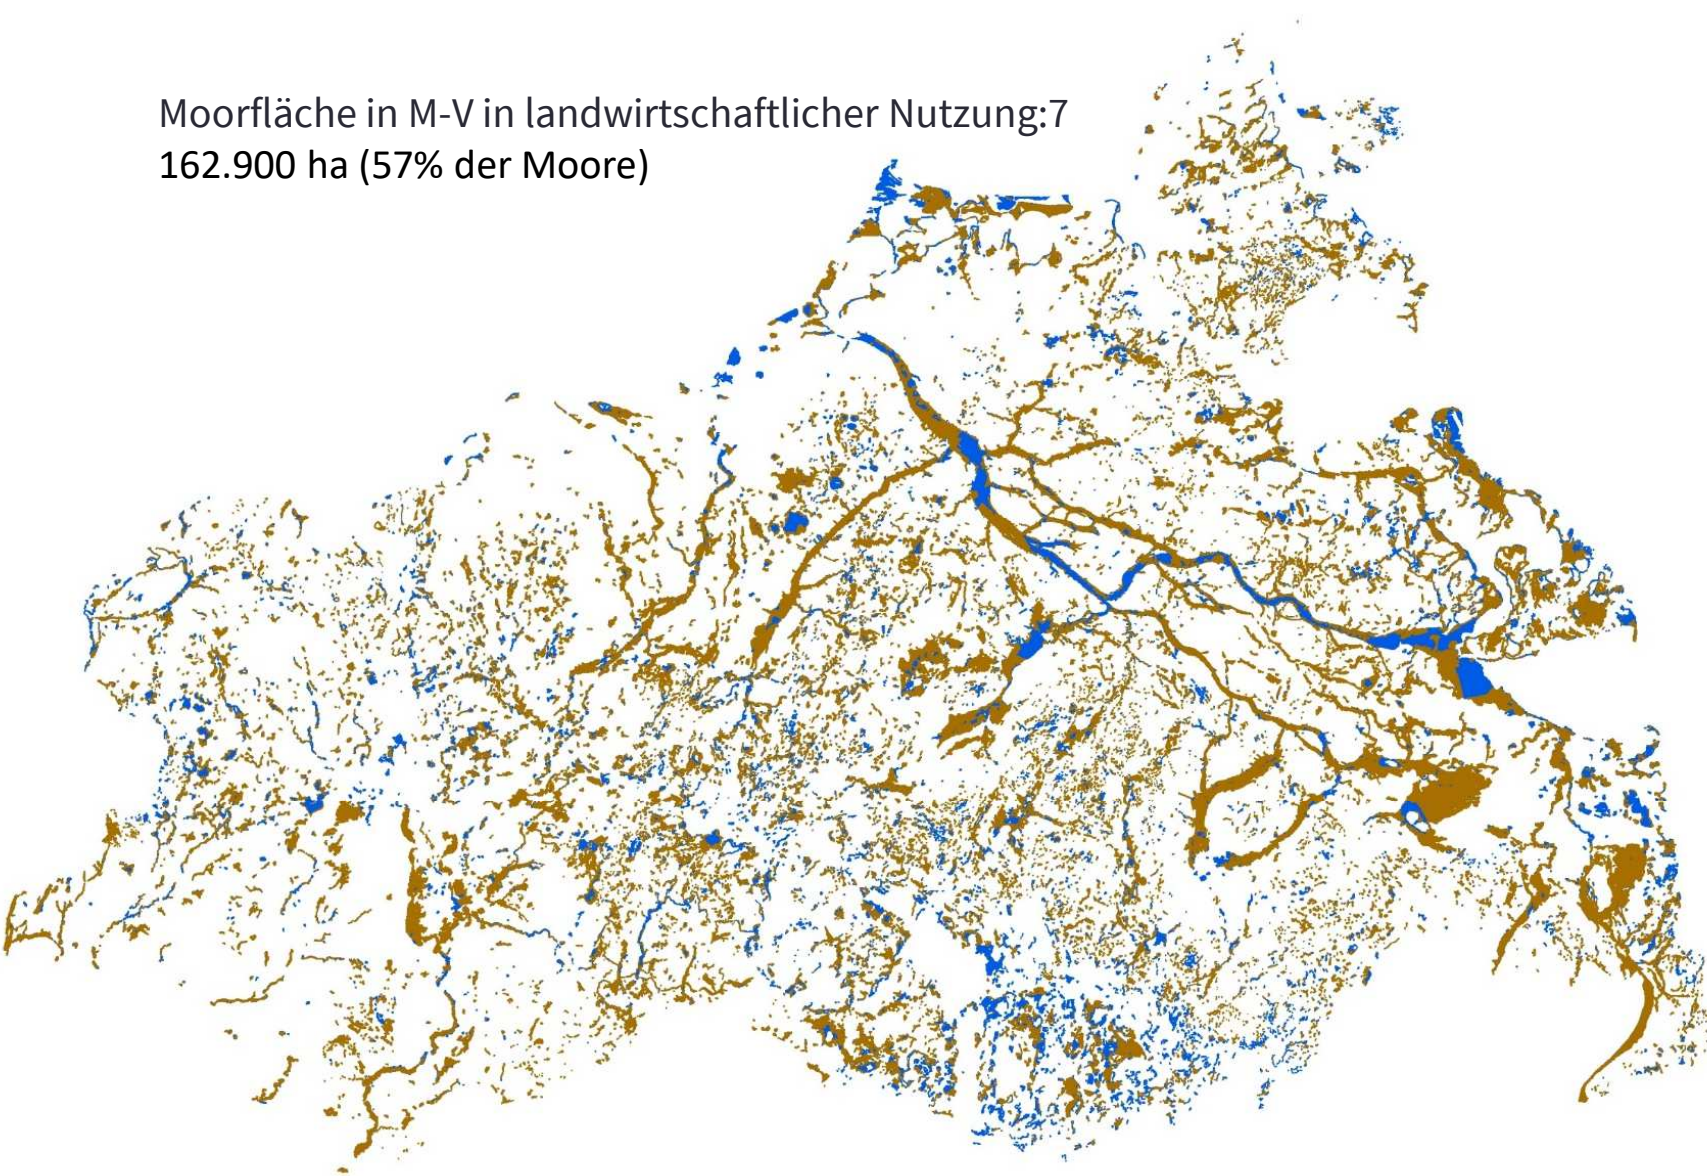 Moorfläche in M-V in landwirtschaftlicher Nutzung:7
162.900 ha (57% der Moore)